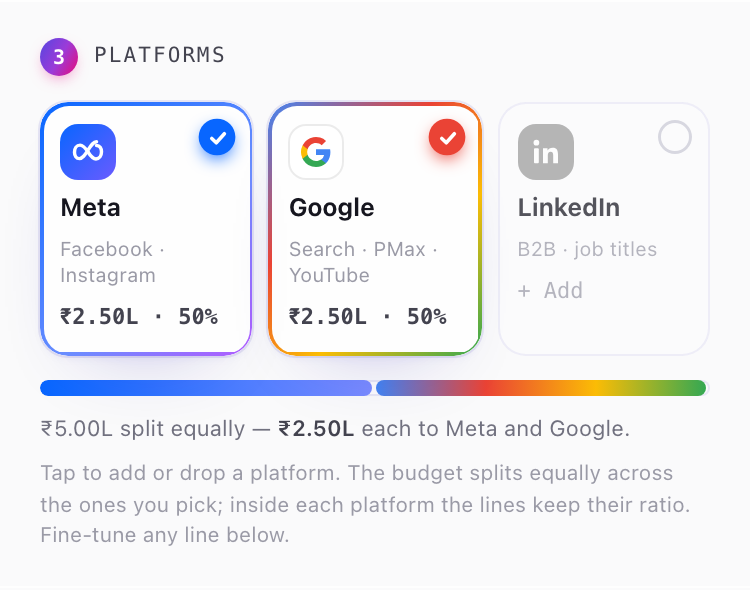 3 PLATFORMS
Meta
Facebook ·
Instagram
₹2.50L · 50%
Google
Search · PMax ·
YouTube
₹2.50L · 50%
in
LinkedIn
B2B · job titles
+ Add
₹5.00L split equally — ₹2.50L each to Meta and Google.
Tap to add or drop a platform. The budget splits equally across
the ones you pick; inside each platform the lines keep their ratio.
Fine-tune any line below.